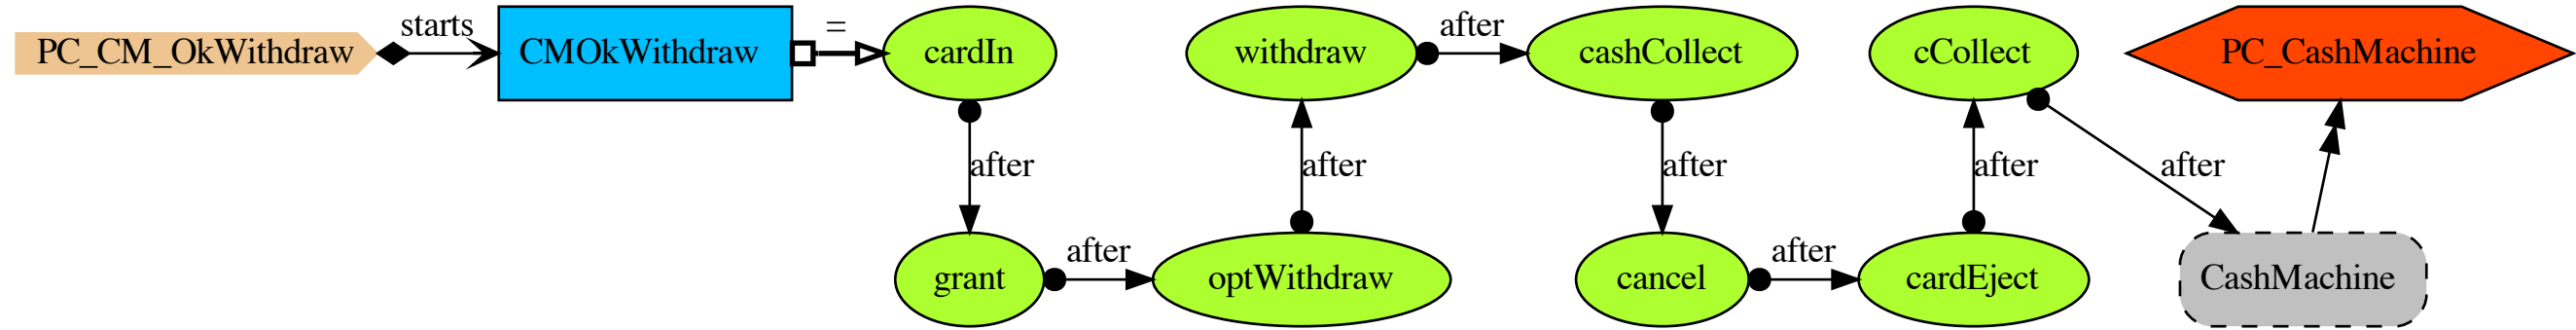 PC_CM_OkWithdraw
starts
CMOkWithdraw
=
cardIn
after
grant
after
optWithdraw
after
withdraw
after
cashCollect
after
cancel
after
cardEject
after
cCollect
after
CashMachine
PC_CashMachine